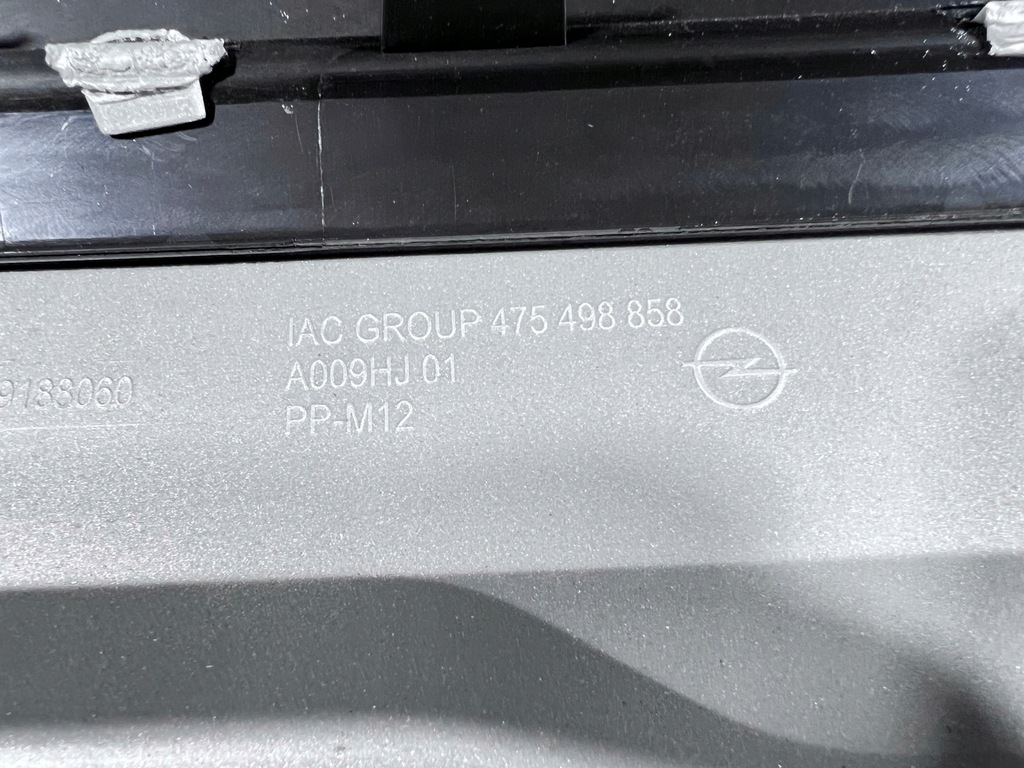 IAC GROUP 475 498 858
A009HJ 01
PP-M12
9188060